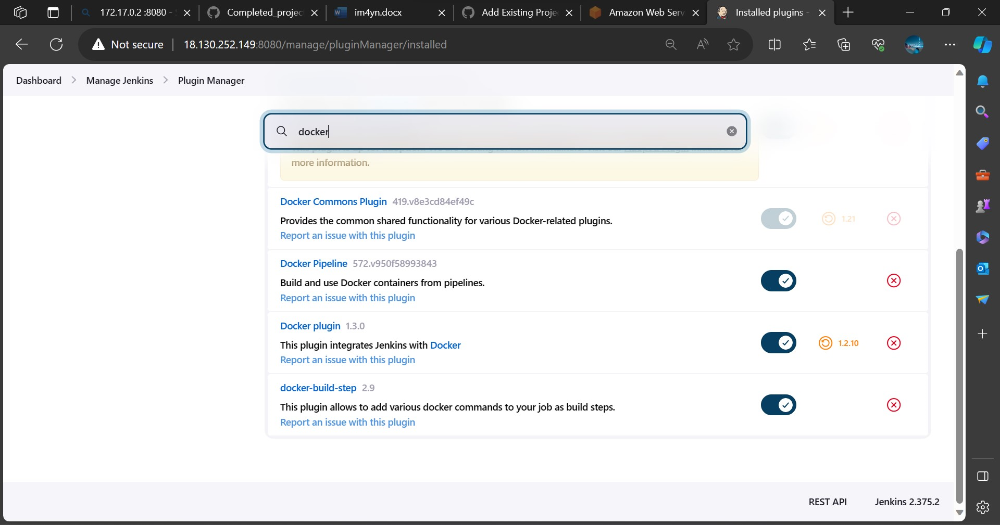 172.17.0.2 :8080 -
Completed_projec
im4yn.docx
Add Existing Proje
Amazon Web Serv
Installed plugins -
Not secure
18.130.252.149:8080/manage/pluginManager/installed
Dashboard
Manage Jenkins
Plugin Manager
docker
more information.
Docker Commons Plugin 419.v8e3cd84ef49c
Provides the common shared functionality for various Docker-related plugins.
1.21
Report an issue with this plugin
Docker Pipeline 572.v950f58993843
Build and use Docker containers from pipelines.
Report an issue with this plugin
Docker plugin 1.3.0
This plugin integrates Jenkins with Docker
1.2.10
Report an issue with this plugin
docker-build-step 2.9
This plugin allows to add various docker commands to your job as build steps.
Report an issue with this plugin
REST API
Jenkins 2.375.2